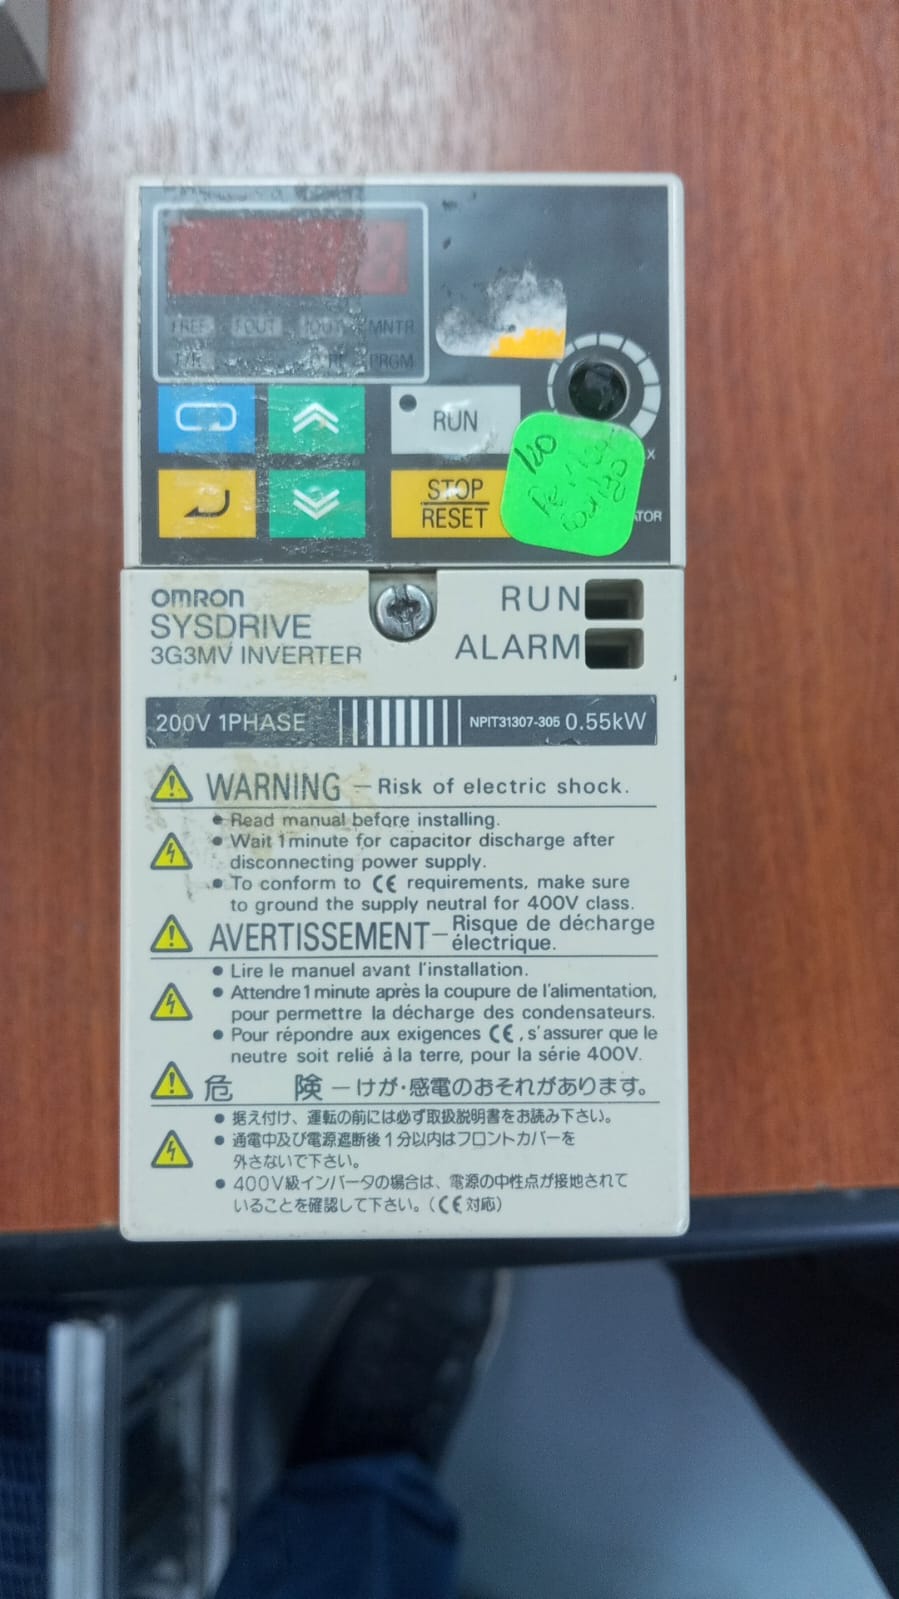 FREF FOUT IOUT MNTR
F/R PRGM
RUN
STOP
RESET
120
OMRON
SYSDRIVE
3G3MV INVERTER
RUN
ALARM
200V 1PHASE NPIT31307-305 0.55kW
WARNING – Risk of electric shock.
● Read manual before installing.
● Wait 1 minute for capacitor discharge after
disconnecting power supply.
● To conform to CE requirements, make sure
to ground the supply neutral for 400V class.
AVERTISSEMENT – Risque de décharge
électrique.
● Lire le manuel avant l'installation.
● Attendre 1 minute après la coupure de l'alimentation,
pour permettre la décharge des condensateurs.
● Pour répondre aux exigences CE, s'assurer que le
neutre soit relié à la terre, pour la série 400V.
危 険 – けが・感電のおそれがあります。
● 据え付け、運転の前には必ず取扱説明書をお読み下さい。
● 通電中及び電源遮断後1分以内はフロントカバーを
外さないで下さい。
● 400V級インバータの場合は、電源の中性点が接地されて
いることを確認して下さい。(CE対応)